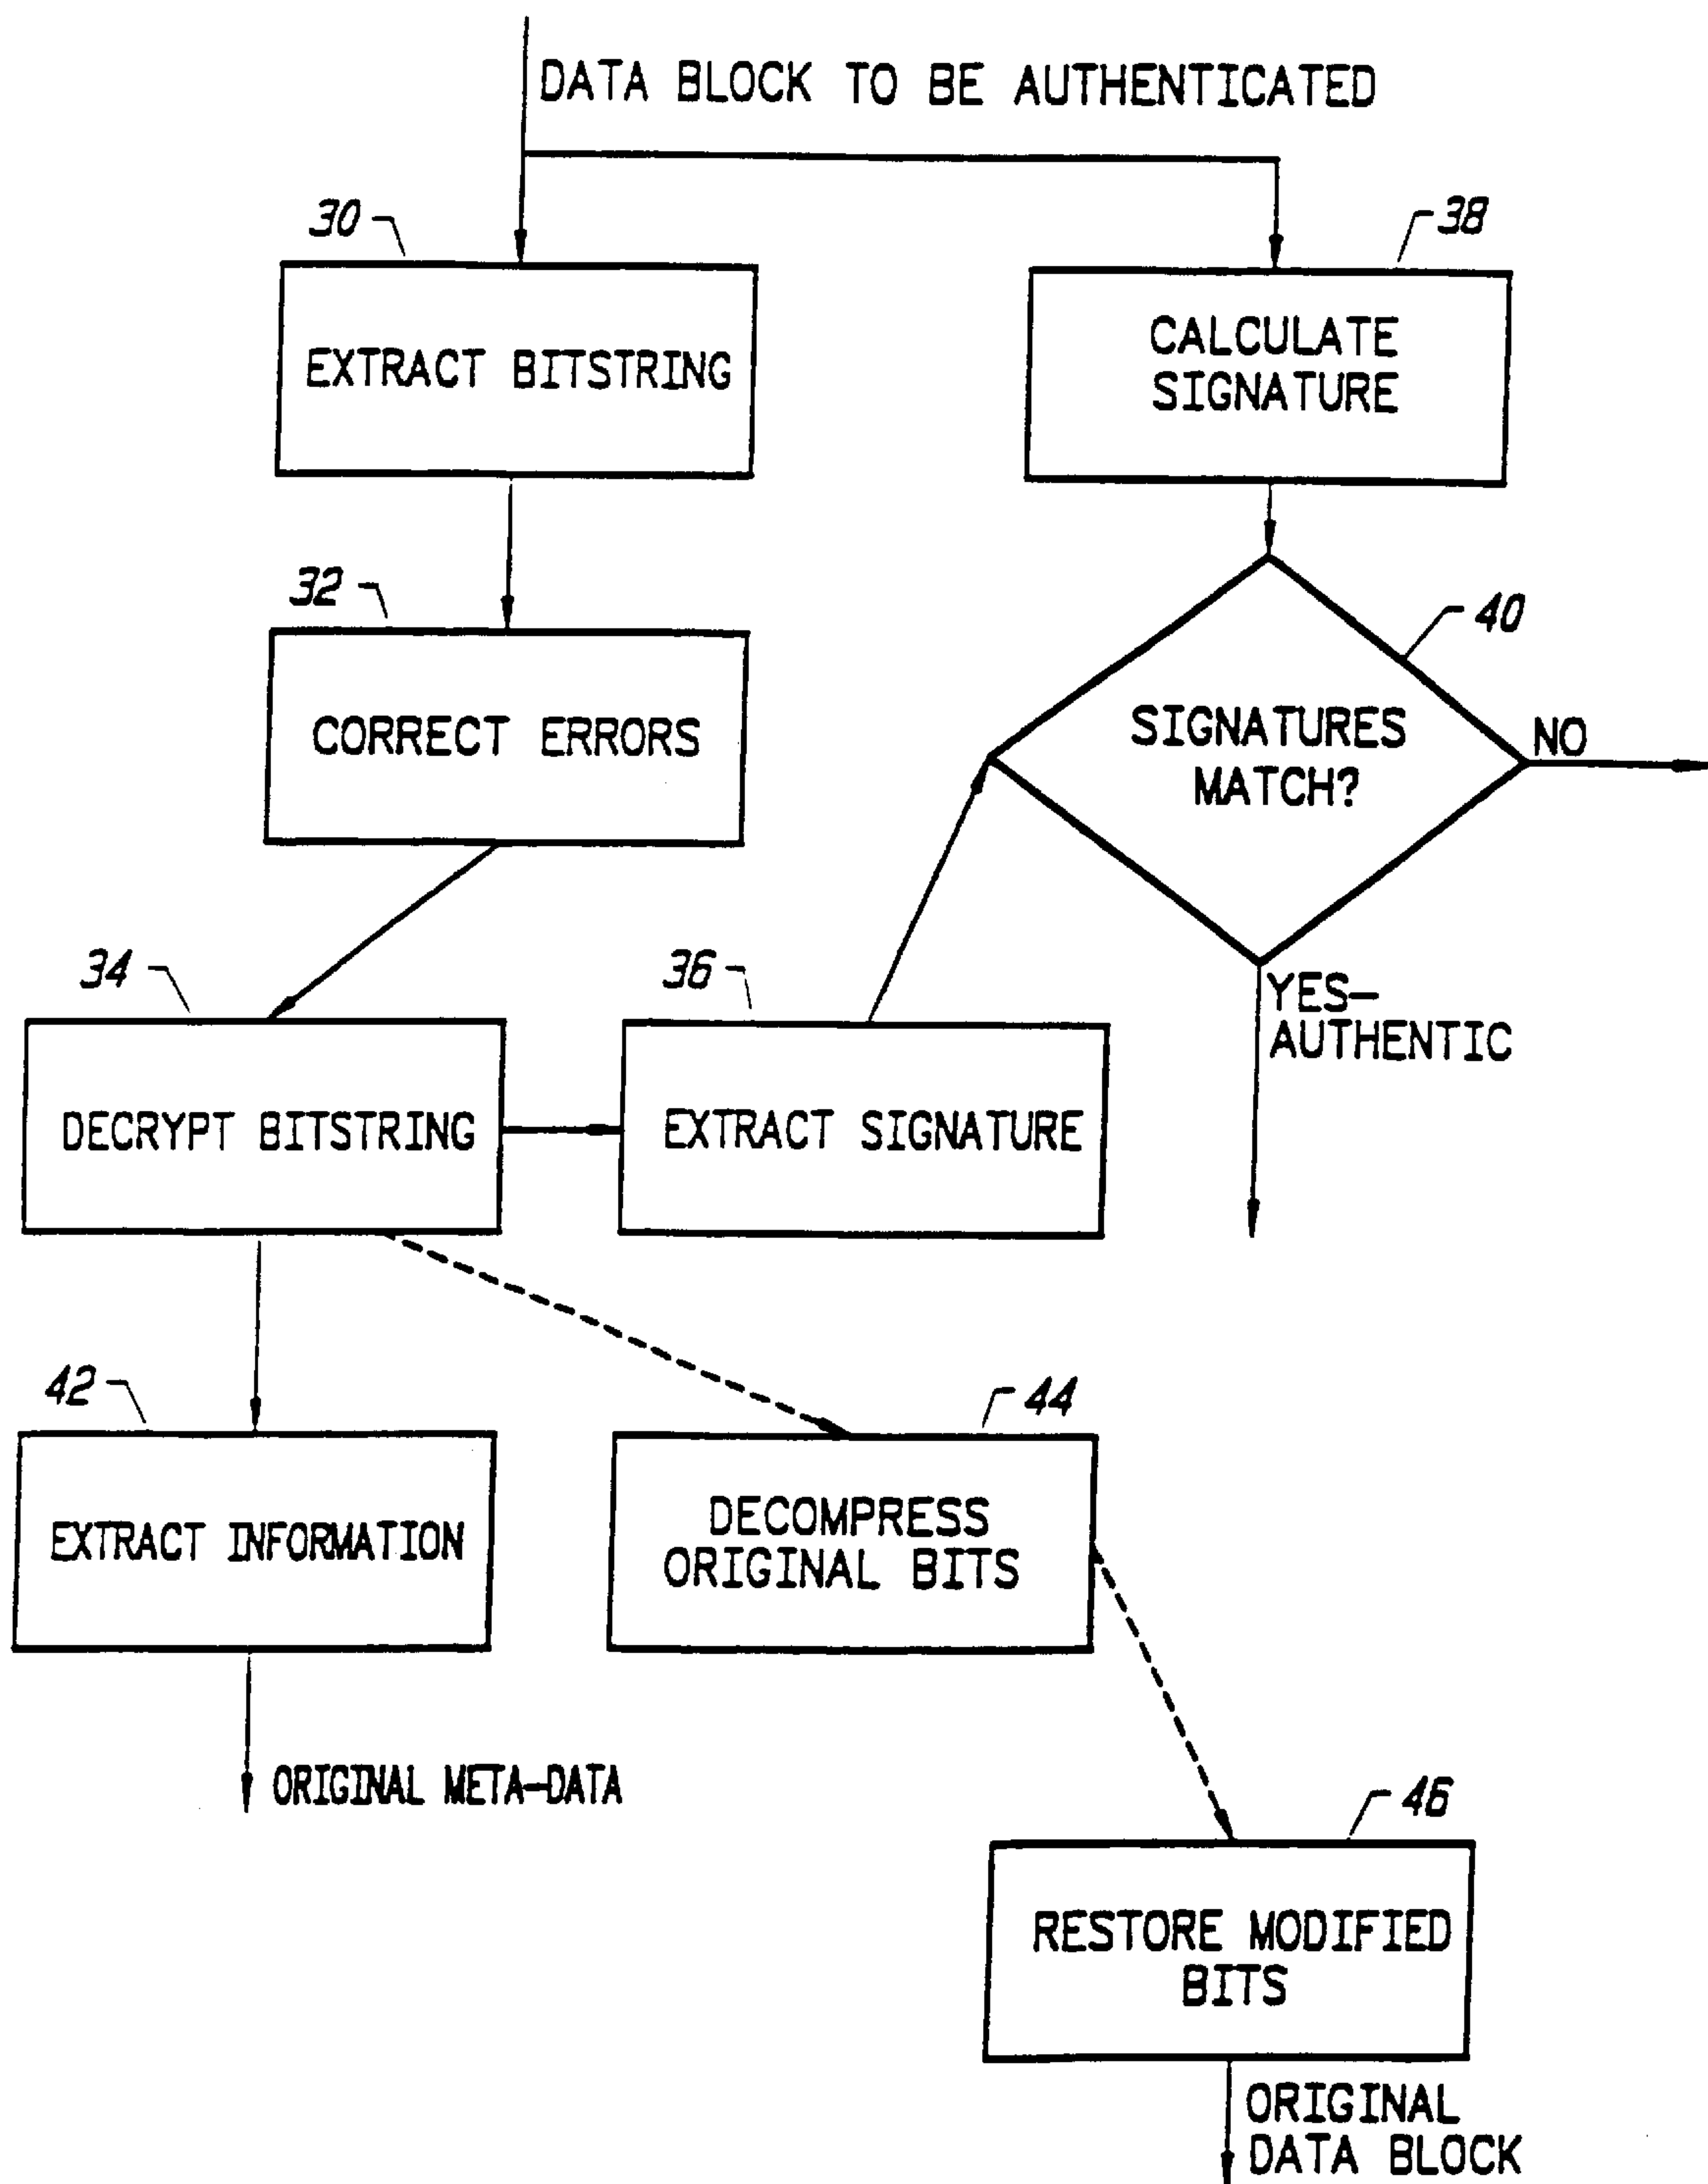 DATA BLOCK TO BE AUTHENTICATED
30
38
EXTRACT BITSTRING
CALCULATE
SIGNATURE
32
40
CORRECT ERRORS
SIGNATURES
MATCH?
NO
34
36
YES-
AUTHENTIC
DECRYPT BITSTRING
EXTRACT SIGNATURE
42
44
EXTRACT INFORMATION
DECOMPRESS
ORIGINAL BITS
ORIGINAL META-DATA
46
RESTORE MODIFIED
BITS
ORIGINAL
DATA BLOCK